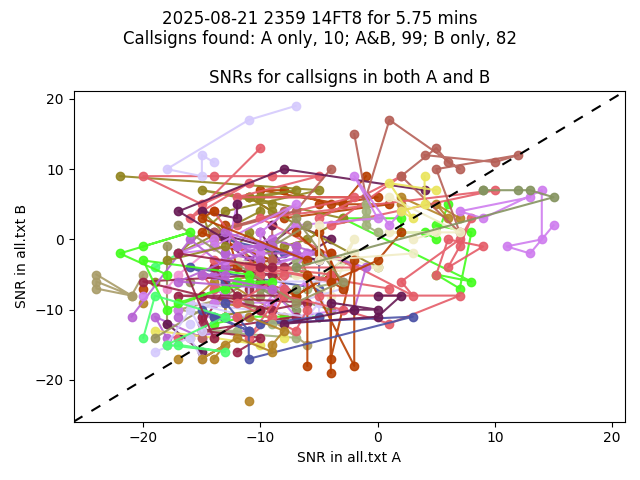 2025-08-21 2359 14FT8 for 5.75 mins
Callsigns found: A only, 10; A&B, 99; B only, 82
SNRs for callsigns in both A and B
20
10
0
−10
−20
SNR in all.txt B
−20
−10
0
10
20
SNR in all.txt A